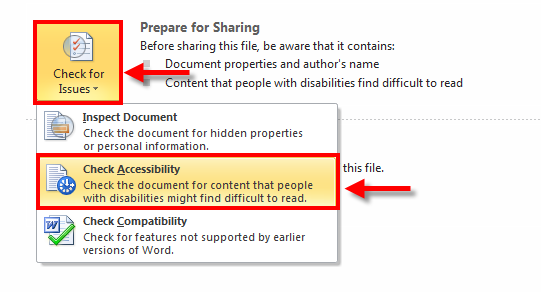 Prepare for Sharing
Before sharing this file, be aware that it contains:
Document properties and author's name
Content that people with disabilities find difficult to read
Check for
Issues
Inspect Document
Check the document for hidden properties
or personal information.
Check Accessibility
Check the document for content that people
with disabilities might find difficult to read.
this file.
Check Compatibility
Check for features not supported by earlier
versions of Word.